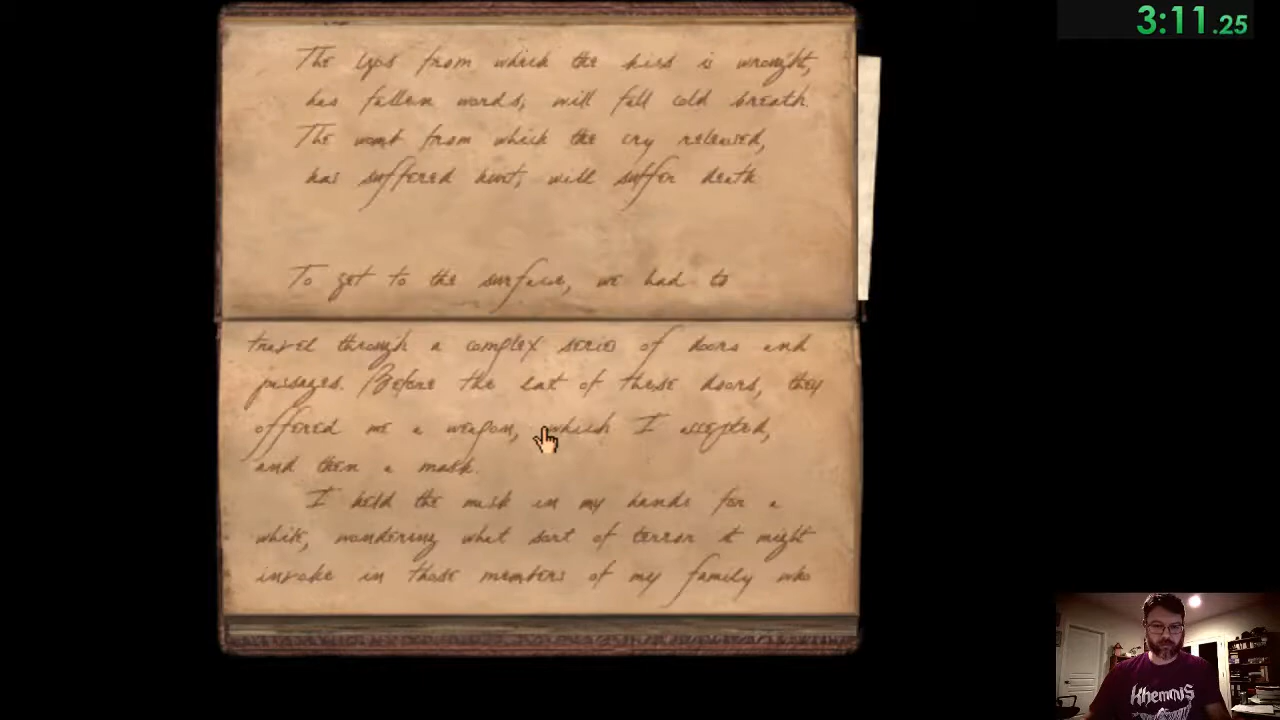 The lips from which the kiss is wrought,
has fallen words, will fall cold breath.
The womb from which the cry released,
has suffered hurt, will suffer death
To get to the surface, we had to
travel through a complex series of doors and
passages. Before the last of these doors, they
offered me a weapon, which I accepted,
and then a mask.
I held the mask in my hands for a
while, wondering what sort of terror it might
invoke in those members of my family who
3:11.25
Khemmis